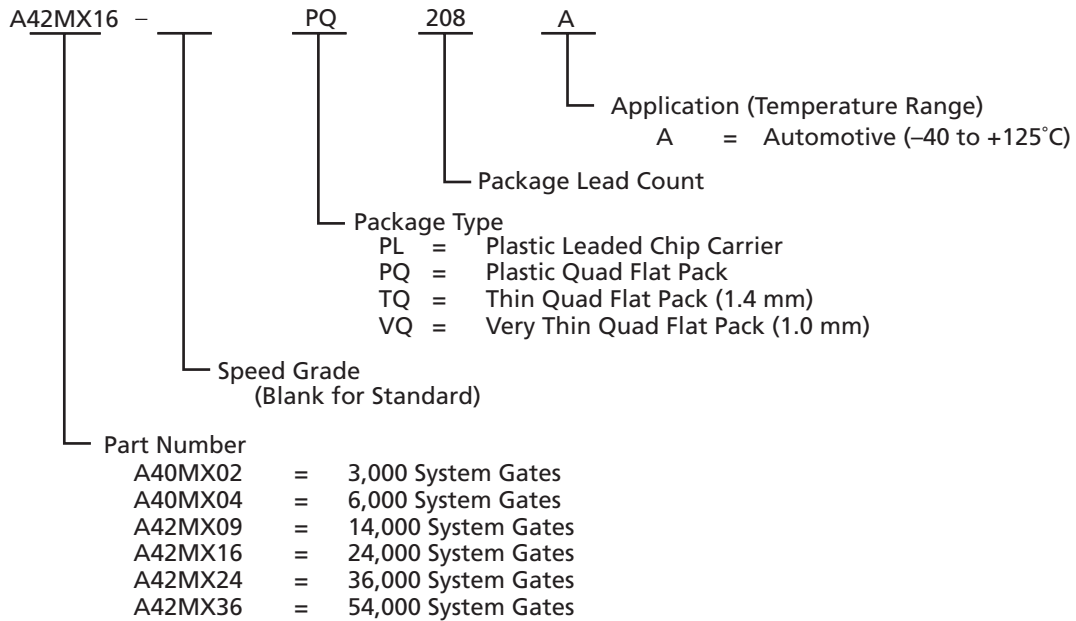 A42MX16 – PQ 208 A
Application (Temperature Range)
A = Automotive (–40 to +125˚C)
Package Lead Count
Package Type
PL = Plastic Leaded Chip Carrier
PQ = Plastic Quad Flat Pack
TQ = Thin Quad Flat Pack (1.4 mm)
VQ = Very Thin Quad Flat Pack (1.0 mm)
Speed Grade
(Blank for Standard)
Part Number
A40MX02 = 3,000 System Gates
A40MX04 = 6,000 System Gates
A42MX09 = 14,000 System Gates
A42MX16 = 24,000 System Gates
A42MX24 = 36,000 System Gates
A42MX36 = 54,000 System Gates